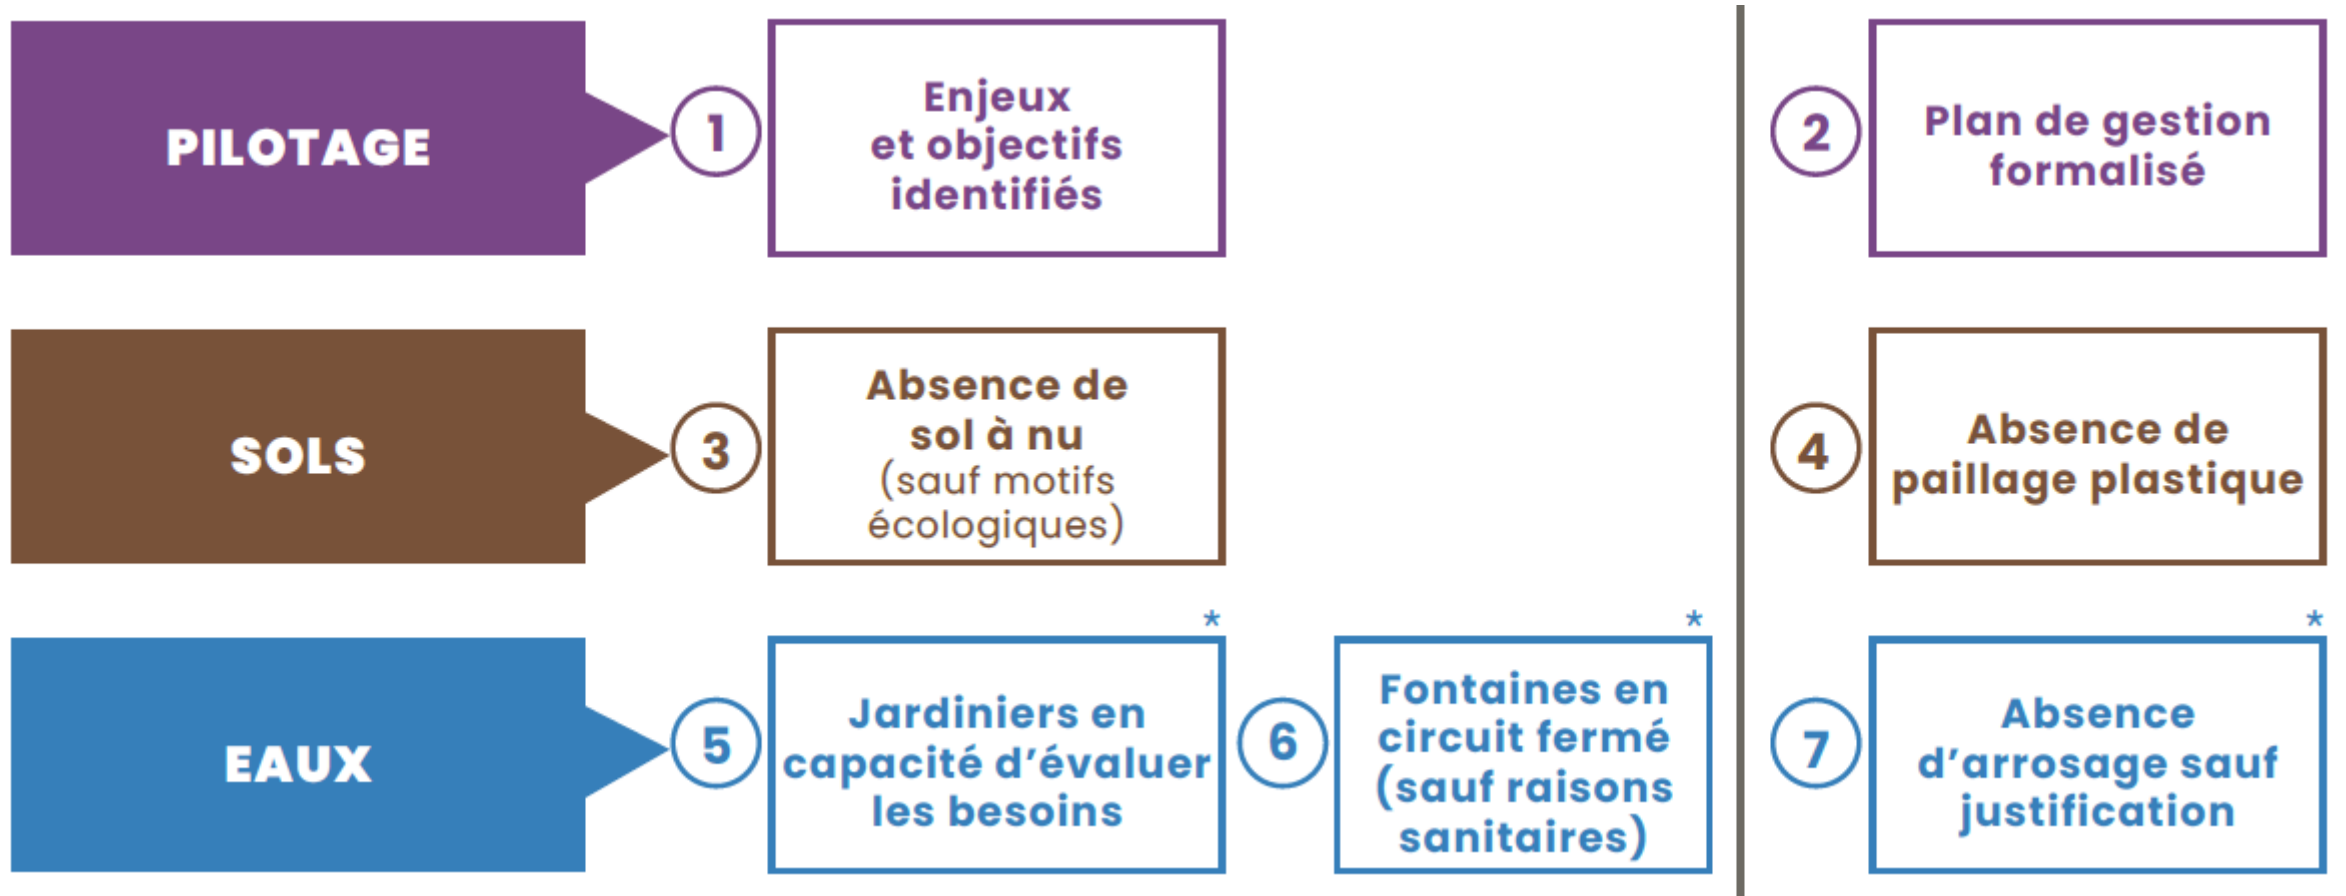 PILOTAGE
1
Enjeux
et objectifs
identifiés
2
Plan de gestion
formalisé
SOLS
3
Absence de
sol à nu
(sauf motifs
écologiques)
4
Absence de
paillage plastique
EAUX
5
*
Jardiniers en
capacité d’évaluer
les besoins
6
*
Fontaines en
circuit fermé
(sauf raisons
sanitaires)
7
*
Absence
d’arrosage sauf
justification